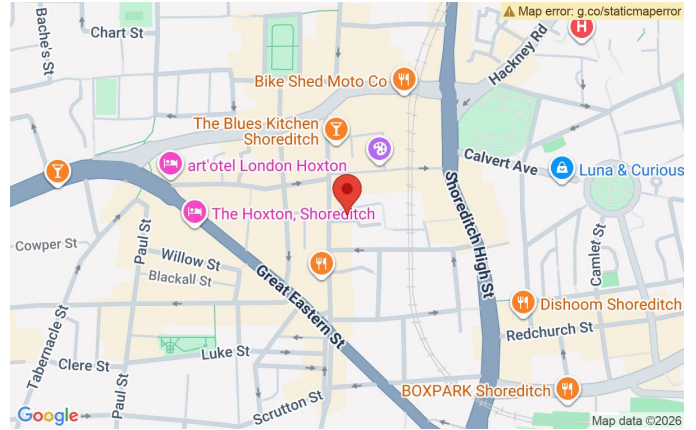 Map error: g.co/staticmaperror
Bache's St
Chart St
Hackney Rd
H
Bike Shed Moto Co
The Blues Kitchen
Shoreditch
Calvert Ave
art'otel London Hoxton
Luna & Curious
The Hoxton, Shoreditch
Shoreditch High St
Cowper St
Paul St
Willow St
Blackall St
Camlet St
Great Eastern St
Dishoom Shoreditch
Tabernacle St
Redchurch St
Luke St
Clere St
Paul St
BOXPARK Shoreditch
Scrutton St
Google
Map data ©2026